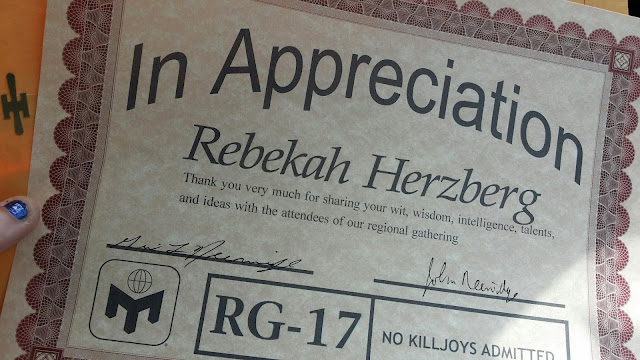 In Appreciation
Rebekah Herzberg
Thank you very much for sharing your wit, wisdom, intelligence, talents,
and ideas with the attendees of our regional gathering
RG-17
NO KILLJOYS ADMITTED